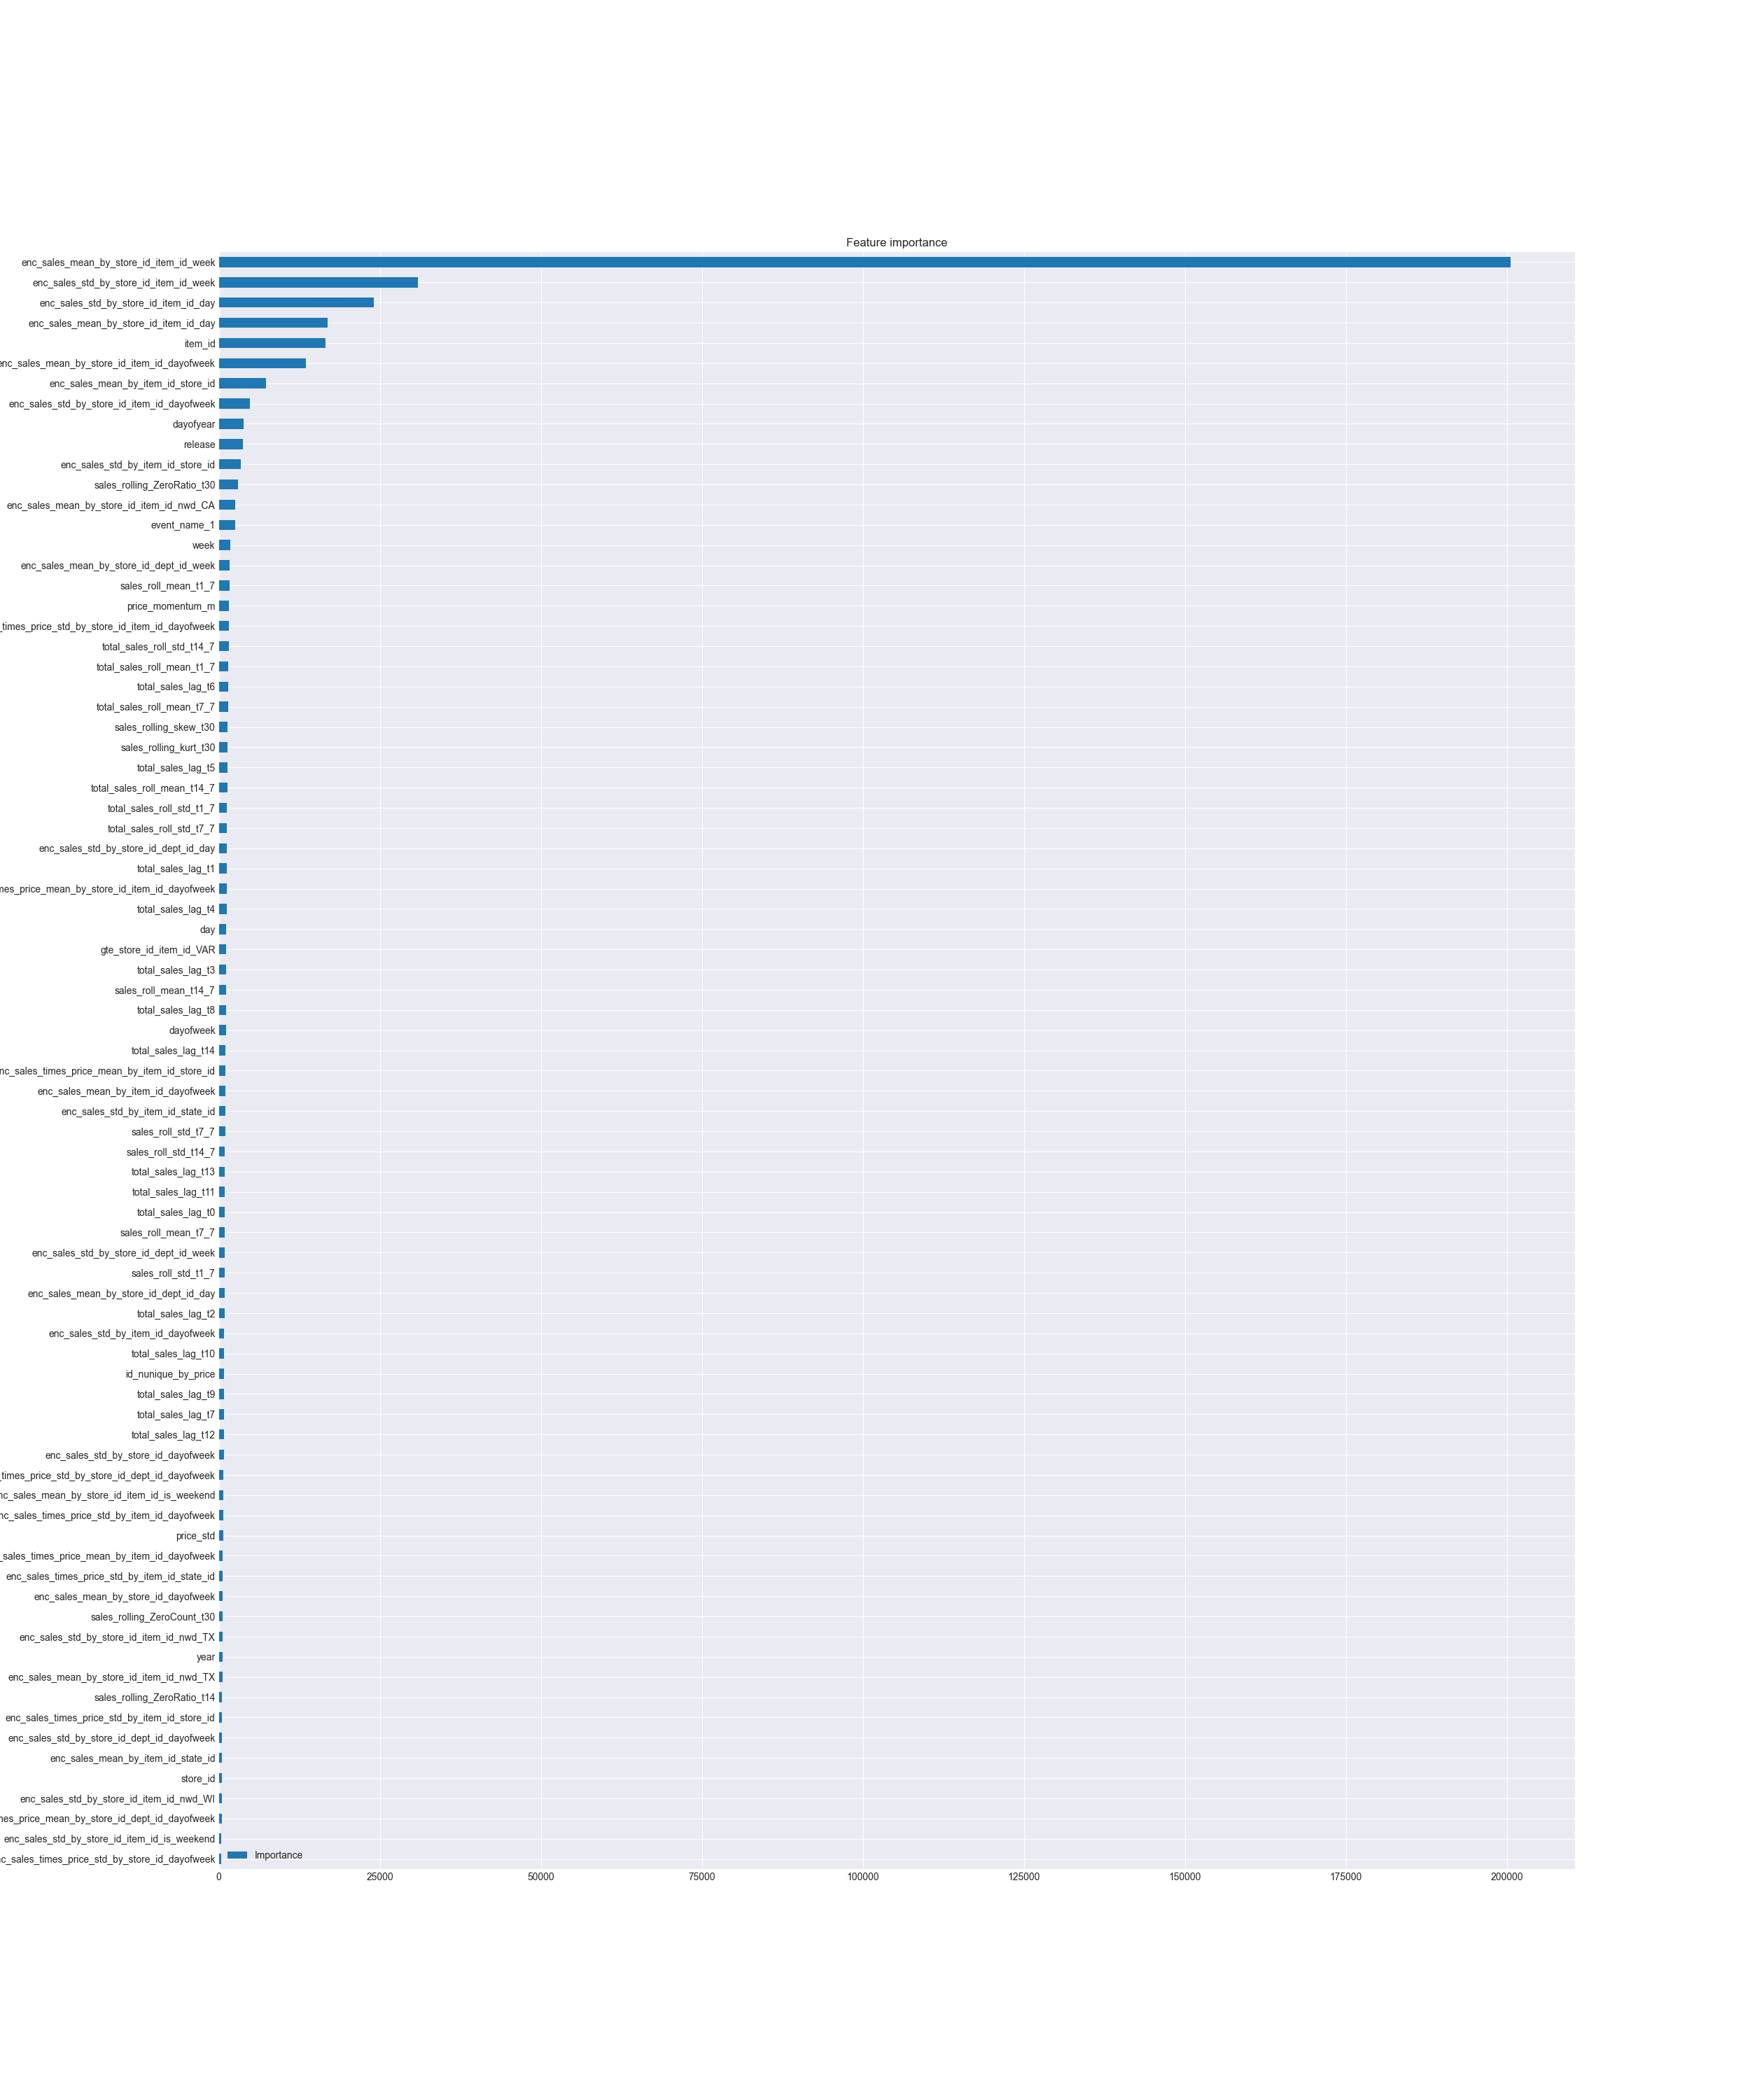 Feature importance
enc_sales_mean_by_store_id_item_id_week
enc_sales_std_by_store_id_item_id_week
enc_sales_std_by_store_id_item_id_day
enc_sales_mean_by_store_id_item_id_day
item_id
enc_sales_mean_by_store_id_item_id_dayofweek
enc_sales_mean_by_item_id_store_id
enc_sales_std_by_store_id_item_id_dayofweek
dayofyear
release
enc_sales_std_by_item_id_store_id
sales_rolling_ZeroRatio_t30
enc_sales_mean_by_store_id_item_id_nwd_CA
event_name_1
week
enc_sales_mean_by_store_id_dept_id_week
sales_roll_mean_t1_7
price_momentum_m
_times_price_std_by_store_id_item_id_dayofweek
total_sales_roll_std_t14_7
total_sales_roll_mean_t1_7
total_sales_lag_t6
total_sales_roll_mean_t7_7
sales_rolling_skew_t30
sales_rolling_kurt_t30
total_sales_lag_t5
total_sales_roll_mean_t14_7
total_sales_roll_std_t1_7
total_sales_roll_std_t7_7
enc_sales_std_by_store_id_dept_id_day
total_sales_lag_t1
mes_price_mean_by_store_id_item_id_dayofweek
total_sales_lag_t4
day
gte_store_id_item_id_VAR
total_sales_lag_t3
sales_roll_mean_t14_7
total_sales_lag_t8
dayofweek
total_sales_lag_t14
nc_sales_times_price_mean_by_item_id_store_id
enc_sales_mean_by_item_id_dayofweek
enc_sales_std_by_item_id_state_id
sales_roll_std_t7_7
sales_roll_std_t14_7
total_sales_lag_t13
total_sales_lag_t11
total_sales_lag_t0
sales_roll_mean_t7_7
enc_sales_std_by_store_id_dept_id_week
sales_roll_std_t1_7
enc_sales_mean_by_store_id_dept_id_day
total_sales_lag_t2
enc_sales_std_by_item_id_dayofweek
total_sales_lag_t10
id_nunique_by_price
total_sales_lag_t9
total_sales_lag_t7
total_sales_lag_t12
enc_sales_std_by_store_id_dayofweek
_times_price_std_by_store_id_dept_id_dayofweek
nc_sales_mean_by_store_id_item_id_is_weekend
nc_sales_times_price_std_by_item_id_dayofweek
price_std
_sales_times_price_mean_by_item_id_dayofweek
enc_sales_times_price_std_by_item_id_state_id
enc_sales_mean_by_store_id_dayofweek
sales_rolling_ZeroCount_t30
enc_sales_std_by_store_id_item_id_nwd_TX
year
enc_sales_mean_by_store_id_item_id_nwd_TX
sales_rolling_ZeroRatio_t14
enc_sales_times_price_std_by_item_id_store_id
enc_sales_std_by_store_id_dept_id_dayofweek
enc_sales_mean_by_item_id_state_id
store_id
enc_sales_std_by_store_id_item_id_nwd_WI
mes_price_mean_by_store_id_dept_id_dayofweek
enc_sales_std_by_store_id_item_id_is_weekend
nc_sales_times_price_std_by_store_id_dayofweek
Importance
0 25000 50000 75000 100000 125000 150000 175000 200000